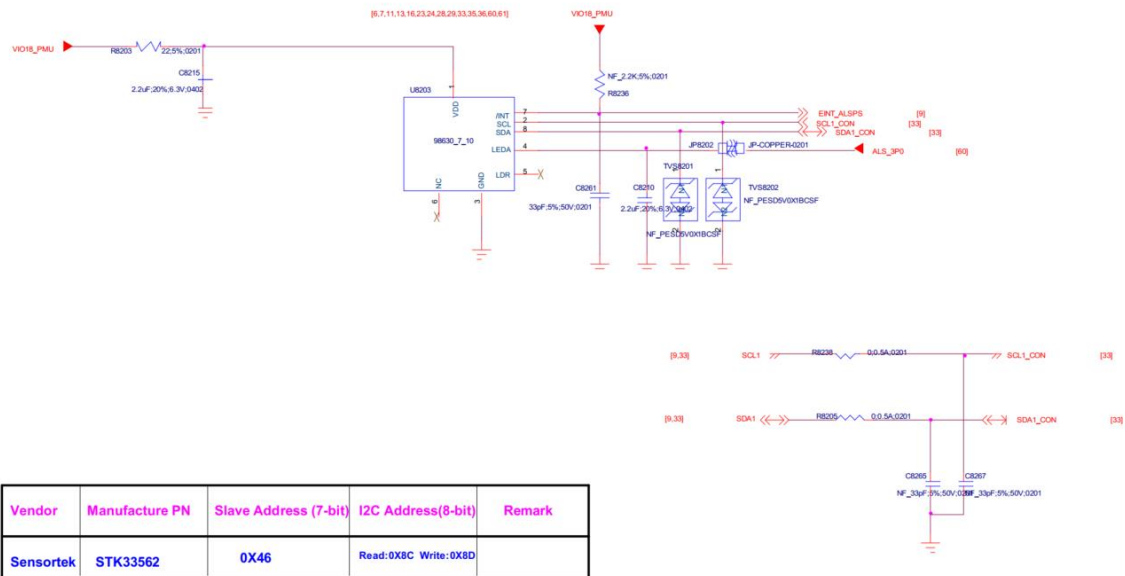 [6,7,11,13,16,23,24,28,29,33,35,36,60,61]
VIO18_PMU
VIO18_PMU
R8203
22;5%;0201
C8215
2.2uF;20%;6.3V;0402
NF_2.2K;5%;0201
R8236
U8203
1
VDD
/INT
7
EINT_ALSPS
[9]
SCL
2
SCL1_CON
[33]
SDA
8
SDA1_CON
[33]
98630_7_10
LEDA
4
JP8202
JP-COPPER-0201
ALS_3P0
[60]
LDR
5
NC
GND
6
3
C8261
33pF;5%;50V;0201
C8210
2.2uF;20%;6.3V;0402
TVS8201
1
2
NF_PESD5V0X1BCSF
TVS8202
1
2
NF_PESD5V0X1BCSF
[9,33]
SCL1
R8238
0;0.5A;0201
SCL1_CON
[33]
[9,33]
SDA1
R8205
0;0.5A;0201
SDA1_CON
[33]
C8265
C8267
NF_33pF;5%;50V;0201
NF_33pF;5%;50V;0201
Vendor Manufacture PN Slave Address (7-bit) I2C Address(8-bit) Remark
Sensortek STK33562 0X46 Read:0X8C Write:0X8D